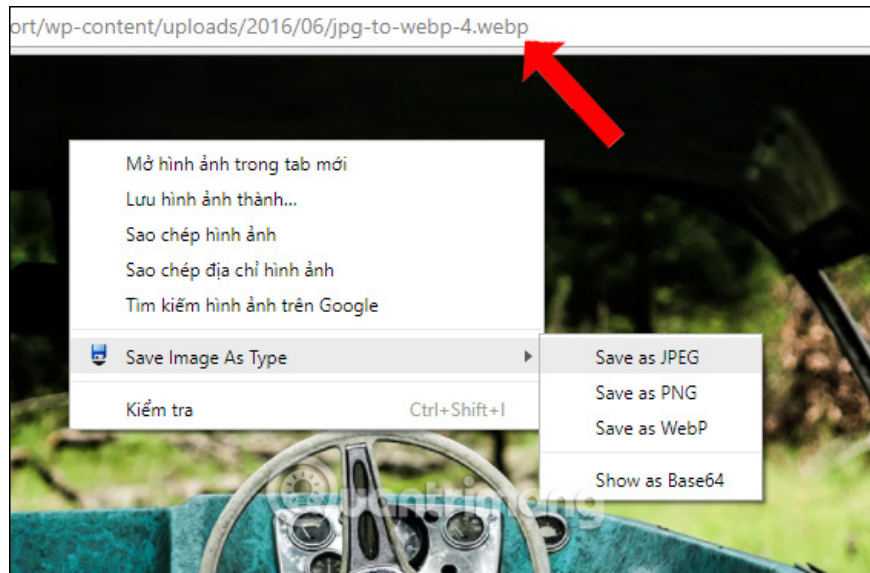 ort/wp-content/uploads/2016/06/jpg-to-webp-4.webp
Mở hình ảnh trong tab mới
Lưu hình ảnh thành...
Sao chép hình ảnh
Sao chép địa chỉ hình ảnh
Tìm kiếm hình ảnh trên Google
Save Image As Type
Save as JPEG
Save as PNG
Save as WebP
Show as Base64
Kiểm tra Ctrl+Shift+I
Quantrimang